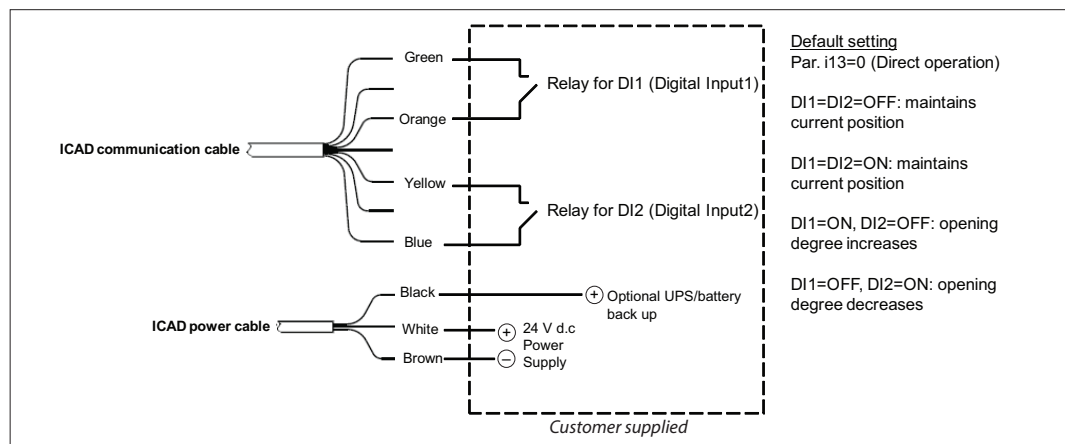 Green
Orange
ICAD communication cable
Yellow
Blue
Relay for DI1 (Digital Input1)
Relay for DI2 (Digital Input2)
Black
ICAD power cable
White
Brown
Optional UPS/battery
back up
24 V d.c
Power
Supply
Customer supplied
Default setting
Par. i13=0 (Direct operation)
DI1=DI2=OFF: maintains
current position
DI1=DI2=ON: maintains
current position
DI1=ON, DI2=OFF: opening
degree increases
DI1=OFF, DI2=ON: opening
degree decreases